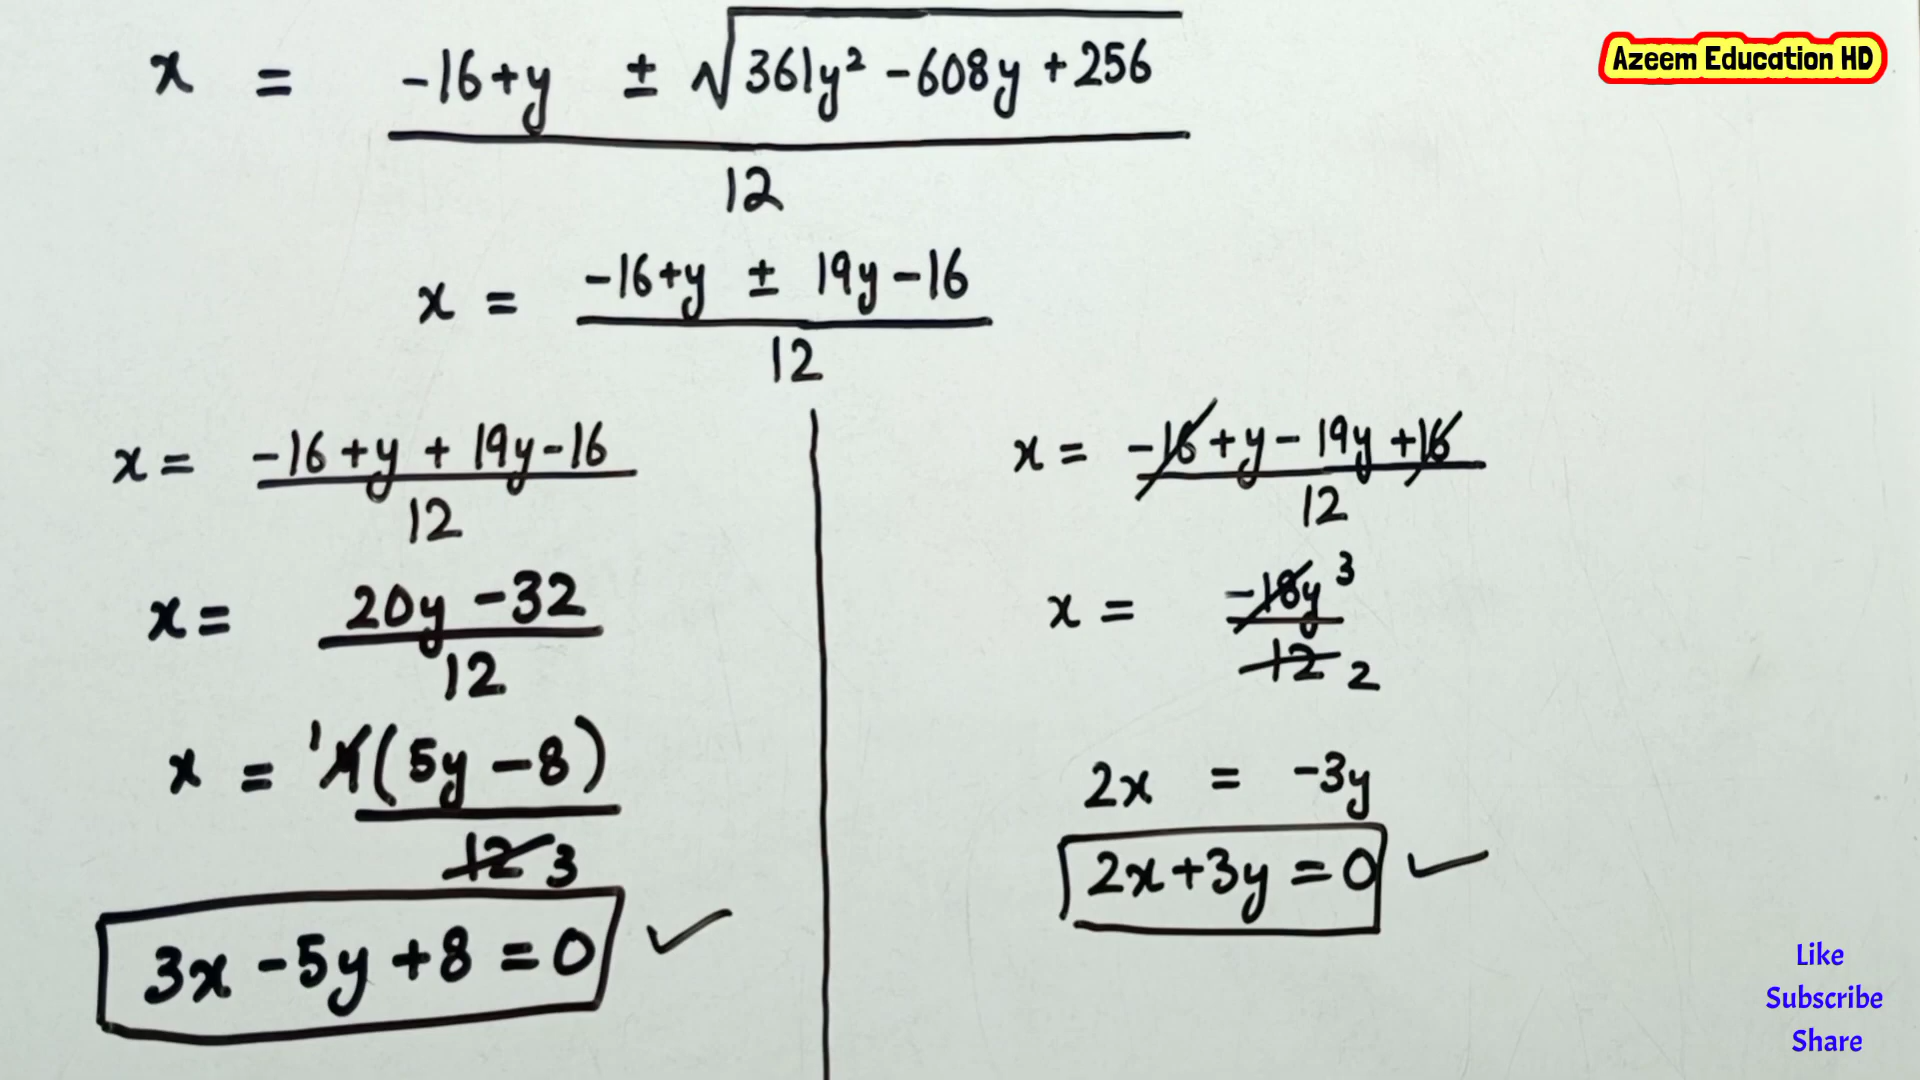 Azeem Education HD
x = (-16+y ± √(361y² -608y +256)) / 12
x = (-16+y ± 19y -16) / 12
x = (-16 +y + 19y -16) / 12
x = (20y -32) / 12
x = 1 4(5y -8) / 12 3
3x -5y +8 = 0 ✓
x = (-16 +y - 19y +16) / 12
x = -18y 3 / 12 2
2x = -3y
2x+3y = 0 ✓
Like
Subscribe
Share